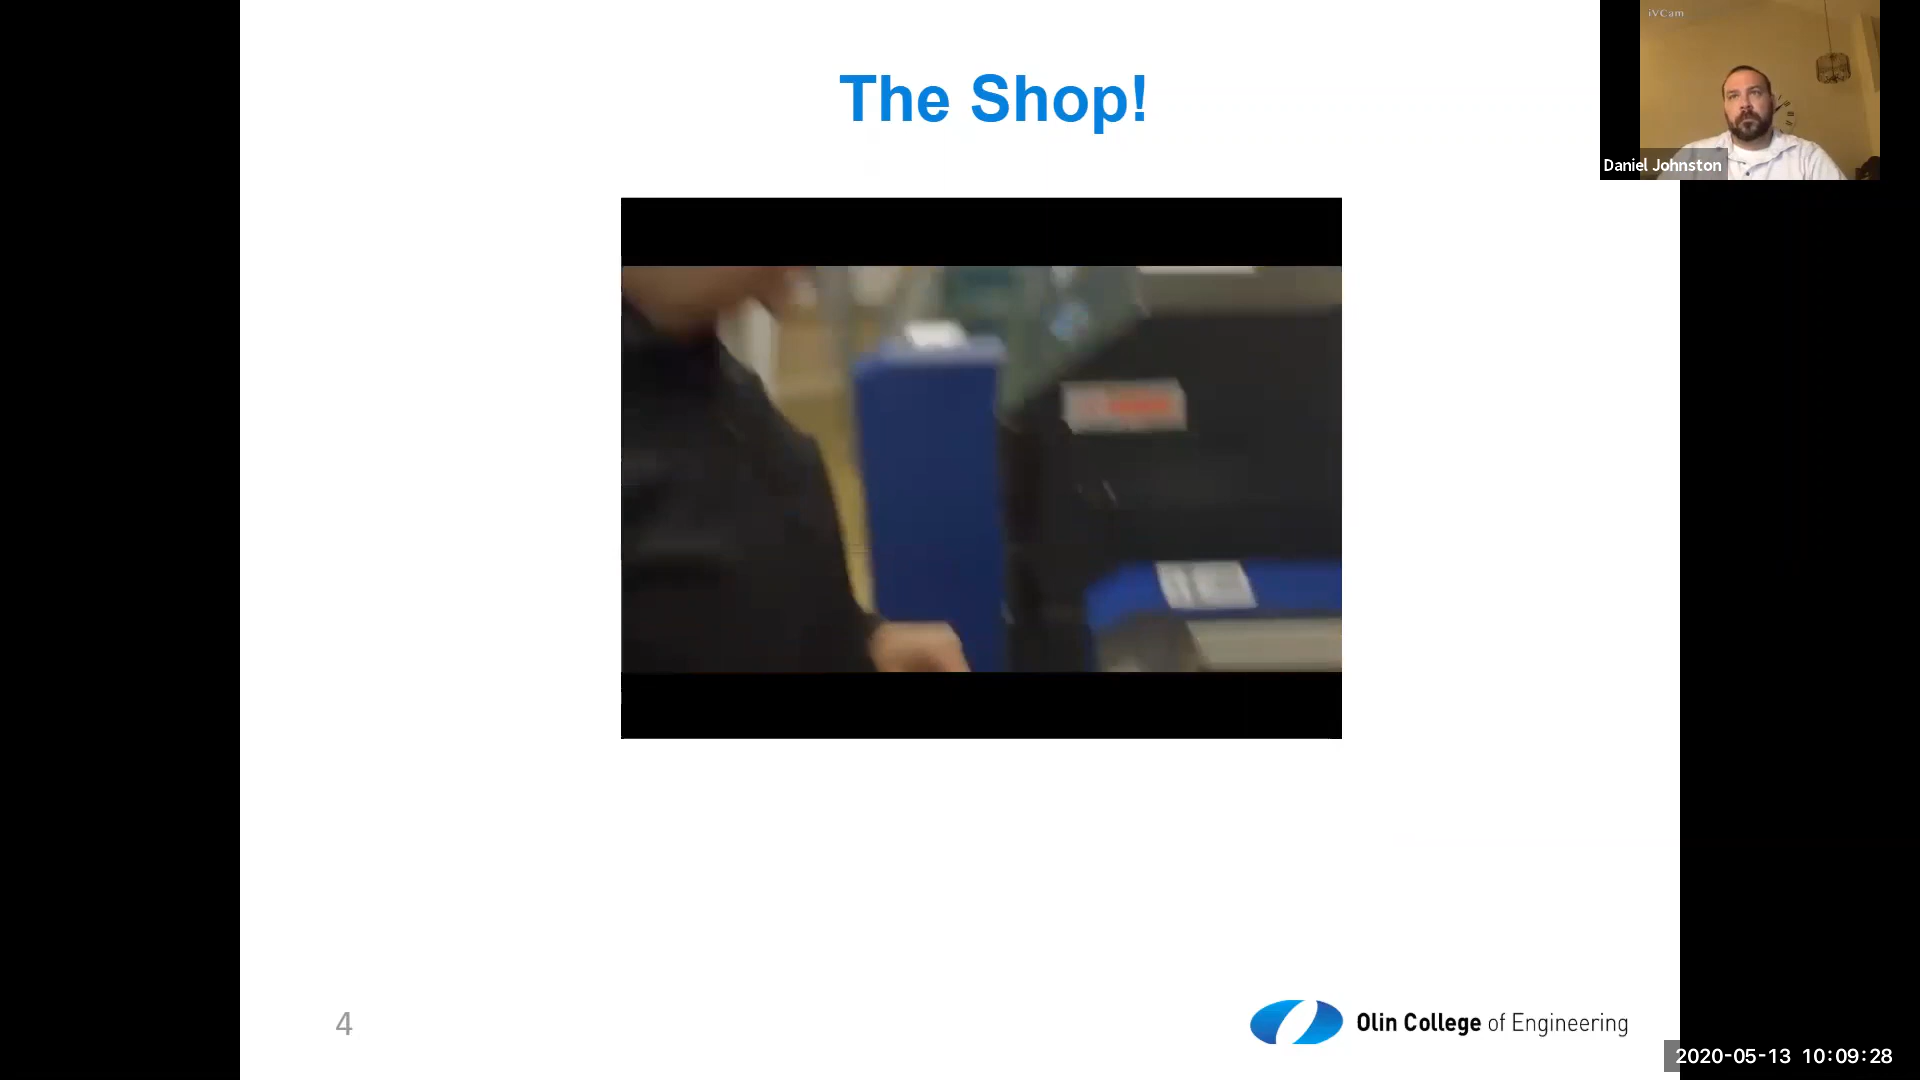 The Shop!
iVCam
Daniel Johnston
4
Olin College of Engineering
2020-05-13 10:09:28